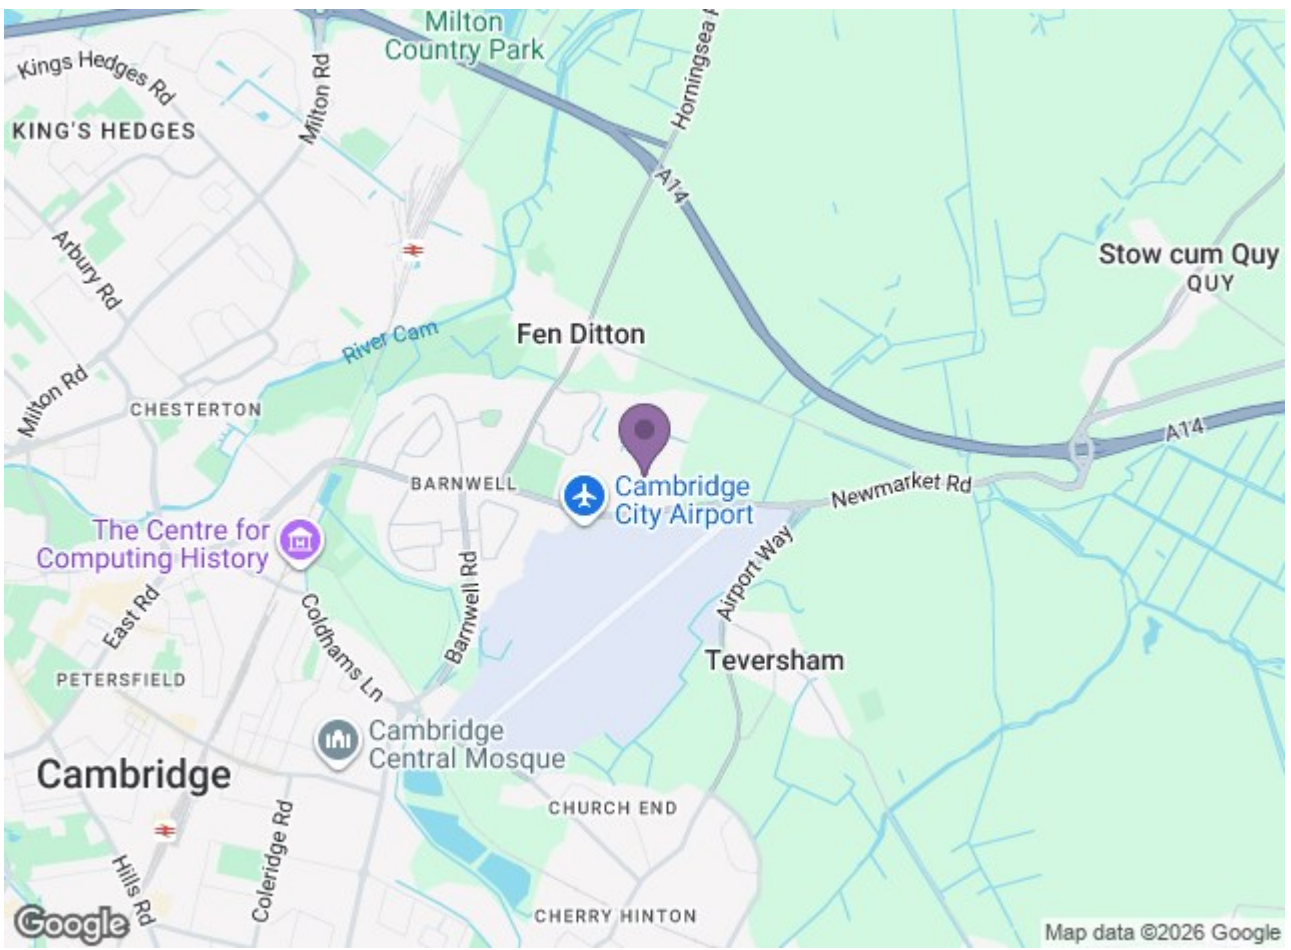 Milton
Country Park
Kings Hedges Rd
Milton Rd
Horningsea
KING'S HEDGES
A14
Arbury Rd
Stow cum Quy
QUY
River Cam
Fen Ditton
Milton Rd
CHESTERTON
A14
BARNWELL
Cambridge
City Airport
Newmarket Rd
The Centre for
Computing History
Airport Way
East Rd
Coldhams Ln
Barnwell Rd
Teversham
PETERSFIELD
Cambridge
Central Mosque
Cambridge
CHURCH END
Coleridge Rd
Hills Rd
CHERRY HINTON
Google
Map data ©2026 Google